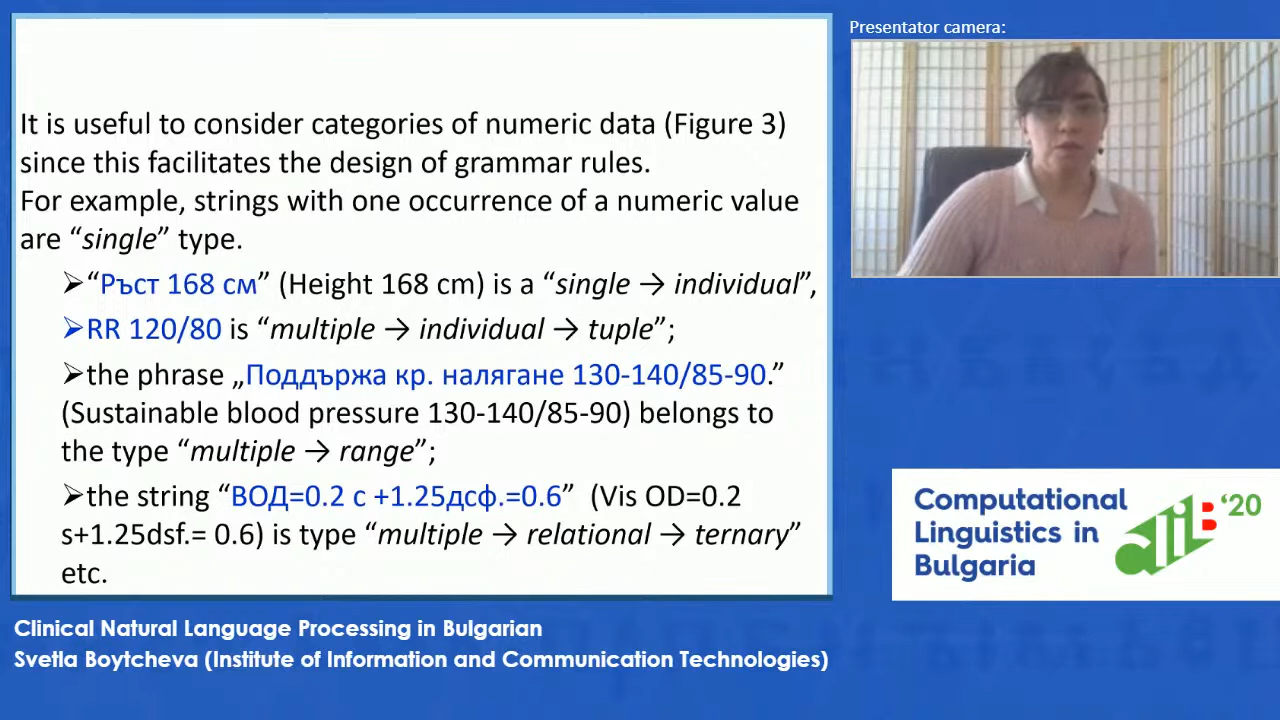 Presentator camera:
It is useful to consider categories of numeric data (Figure 3)
since this facilitates the design of grammar rules.
For example, strings with one occurrence of a numeric value
are “single” type.
➢“Ръст 168 см” (Height 168 cm) is a “single → individual”,
➢RR 120/80 is “multiple → individual → tuple”;
➢the phrase „Поддържа кр. налягане 130-140/85-90.”
(Sustainable blood pressure 130-140/85-90) belongs to
the type “multiple → range”;
➢the string “ВОД=0.2 с +1.25дсф.=0.6” (Vis OD=0.2
s+1.25dsf.= 0.6) is type “multiple → relational → ternary”
etc.
Computational
Linguistics in
Bulgaria
CLIB '20
Clinical Natural Language Processing in Bulgarian
Svetla Boytcheva (Institute of Information and Communication Technologies)